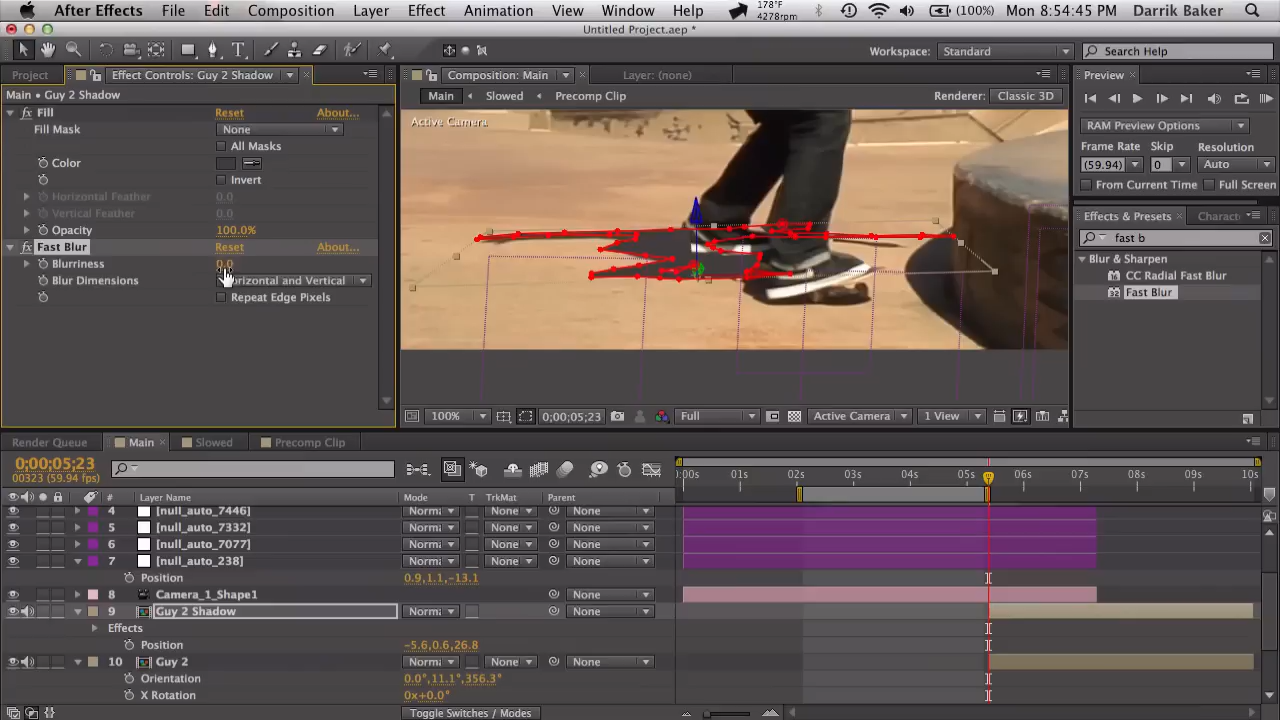 After Effects File Edit Composition Layer Effect Animation View Window Help 178°F 4278rpm (100%) Mon 8:54:45 PM Darrik Baker
Untitled Project.aep *
Workspace: Standard Search Help
Project Effect Controls: Guy 2 Shadow Composition: Main Layer: (none) Preview
Main • Guy 2 Shadow Main Slowed Precomp Clip Renderer: Classic 3D
Fill Reset About...
Fill Mask None
All Masks
Color
Invert
Horizontal Feather 0.0
Vertical Feather 0.0
Opacity 100.0%
Fast Blur Reset About...
Blurriness 0.0
Blur Dimensions Horizontal and Vertical
Repeat Edge Pixels
Active Camera
RAM Preview Options
Frame Rate Skip Resolution
(59.94) 0 Auto
From Current Time Full Screen
Effects & Presets Charact
fast b
Blur & Sharpen
CC Radial Fast Blur
32 Fast Blur
100% 0;00;05;23 Full Active Camera 1 View
Render Queue Main Slowed Precomp Clip
0;00;05;23
00323 (59.94 fps)
0:00s 01s 02s 03s 04s 05s 06s 07s 08s 09s 10s
# Layer Name Mode T TrkMat Parent
4 [null_auto_7446] Norma None None
5 [null_auto_7332] Norma None None
6 [null_auto_7077] Norma None None
7 [null_auto_238] Norma None None
Position 0.9,1.1,-13.1
8 Camera_1_Shape1 None
9 Guy 2 Shadow Norma None
Effects
Position -5.6,0.6,26.8
10 Guy 2 Norma None None
Orientation 0.0°,11.1°,356.3°
X Rotation 0x+0.0°
Toggle Switches / Modes